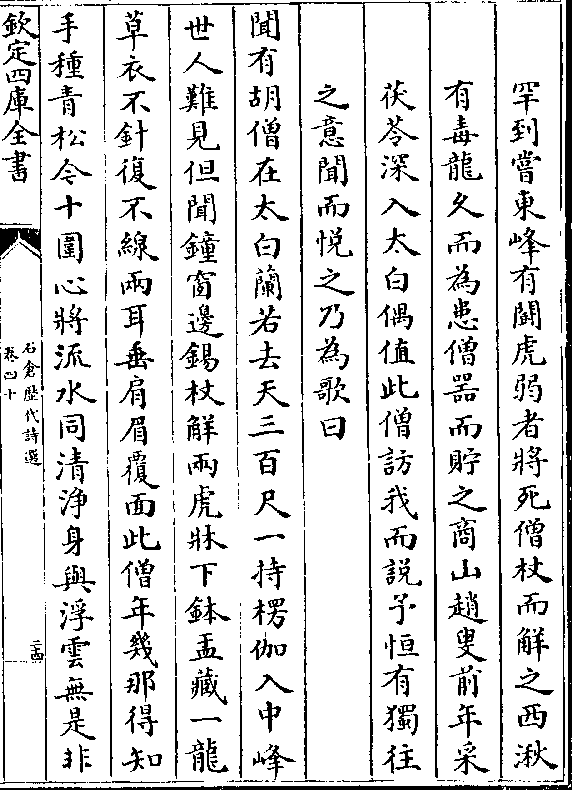 罕到嘗東峰有鬭虎弱者將死僧杖而解之西湫
有毒龍久而為患僧器而貯之商山趙叟前年采
茯苓深入太白偶值此僧訪我而説予恒有獨往
之意聞而悦之乃為歌曰
聞有胡僧在太白蘭若去天三百尺一持楞伽入中峰
世人難見但聞鐘窗邊錫杖解兩虎牀下鉢盂藏一龍
草衣不針復不線兩耳垂肩眉覆面此僧年幾那得知
手種青松今十圍心將流水同清浄身與浮雲無是非
欽定四庫全書
石倉歷代詩選
卷四十
二十四